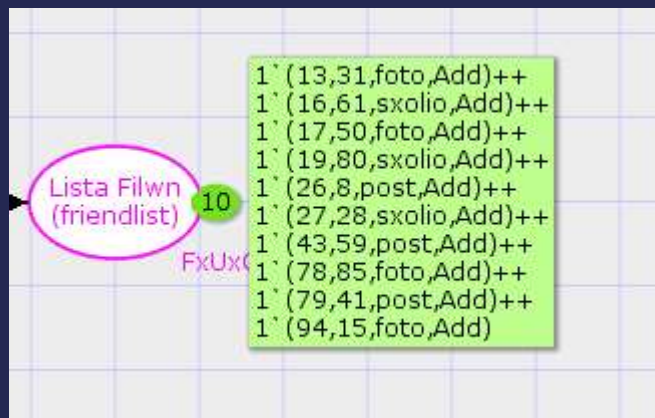 Lista Filwn
(friendlist)
10
1`(13,31,foto,Add)++
1`(16,61,sxolio,Add)++
1`(17,50,foto,Add)++
1`(19,80,sxolio,Add)++
1`(26,8,post,Add)++
1`(27,28,sxolio,Add)++
1`(43,59,post,Add)++
1`(78,85,foto,Add)++
1`(79,41,post,Add)++
1`(94,15,foto,Add)